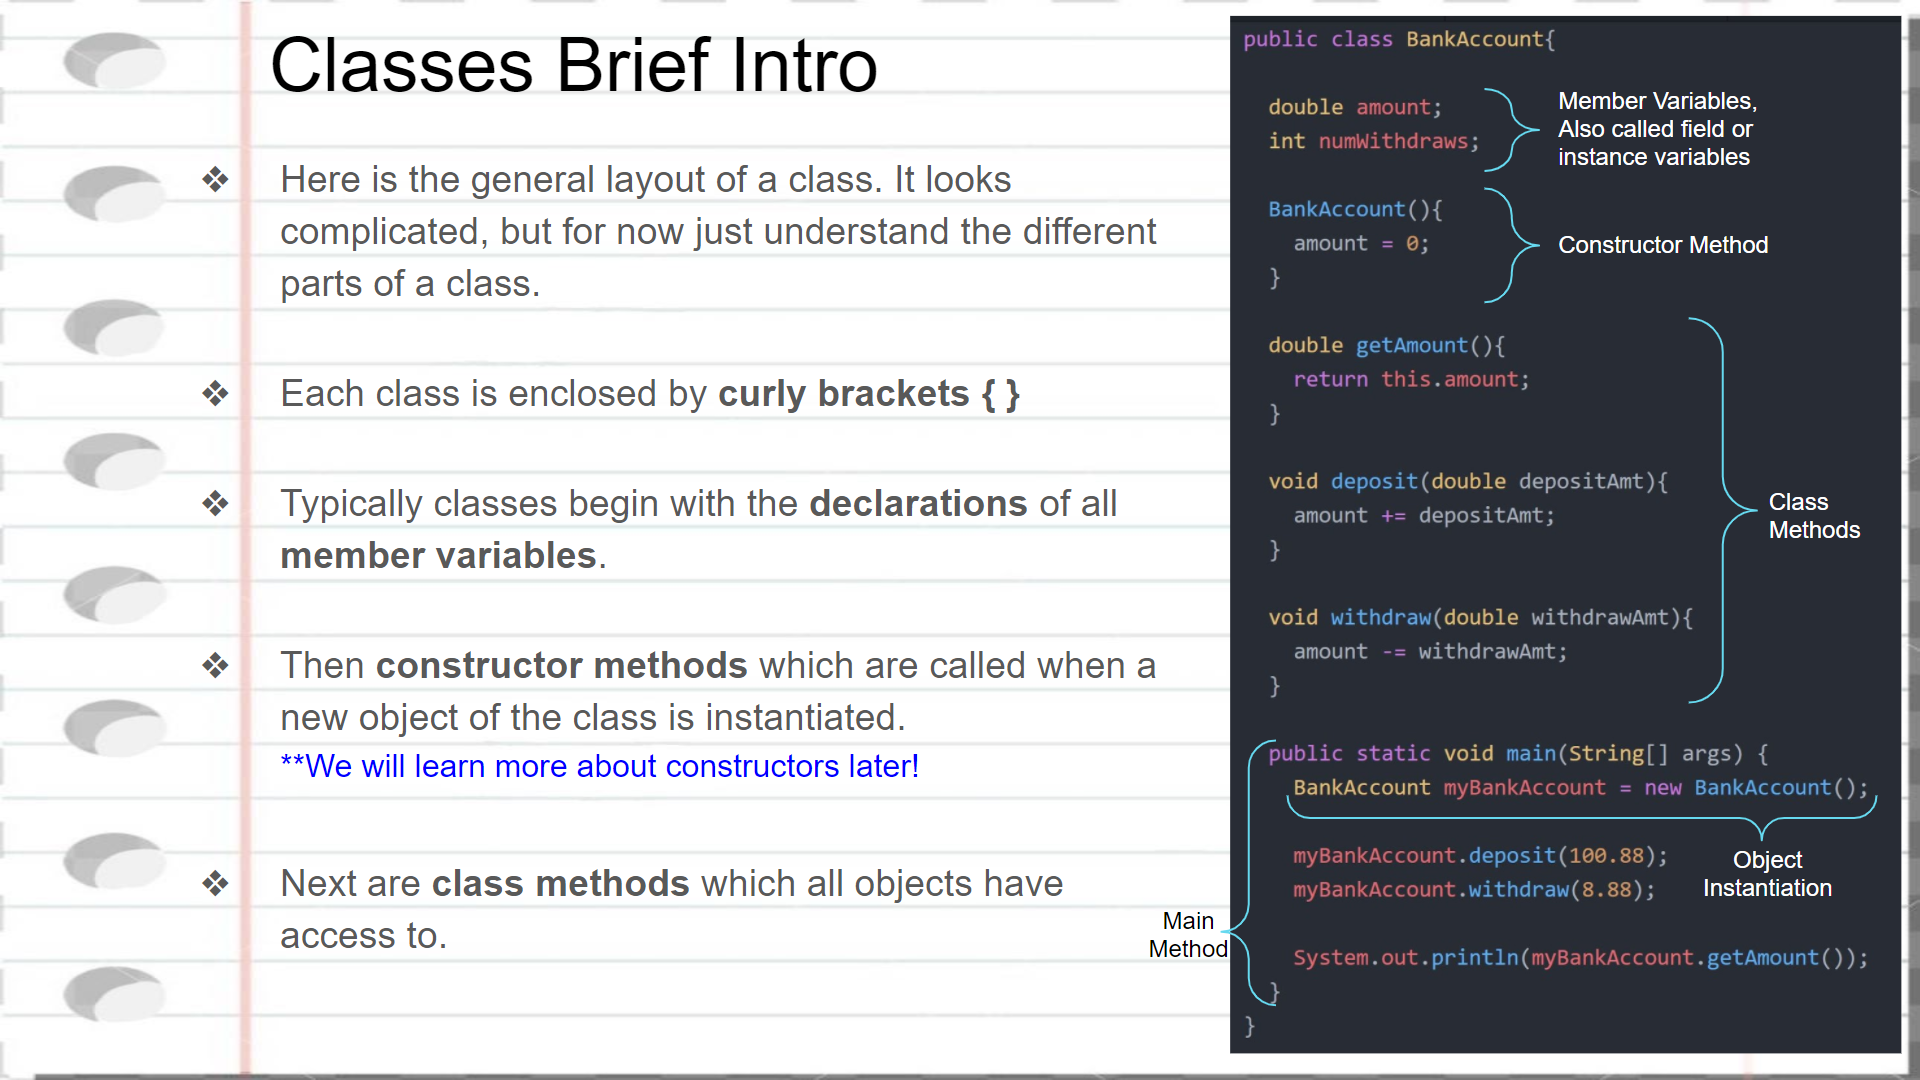 Classes Brief Intro
❖ Here is the general layout of a class. It looks
complicated, but for now just understand the different
parts of a class.
❖ Each class is enclosed by curly brackets { }
❖ Typically classes begin with the declarations of all
member variables.
❖ Then constructor methods which are called when a
new object of the class is instantiated.
**We will learn more about constructors later!
❖ Next are class methods which all objects have
access to.
public class BankAccount{
double amount;
int numWithdraws;
Member Variables,
Also called field or
instance variables
BankAccount(){
amount = 0;
}
Constructor Method
double getAmount(){
return this.amount;
}
void deposit(double depositAmt){
amount += depositAmt;
}
void withdraw(double withdrawAmt){
amount -= withdrawAmt;
}
Class
Methods
public static void main(String[] args) {
BankAccount myBankAccount = new BankAccount();
myBankAccount.deposit(100.88);
myBankAccount.withdraw(8.88);
Object
Instantiation
System.out.println(myBankAccount.getAmount());
}
}
Main
Method